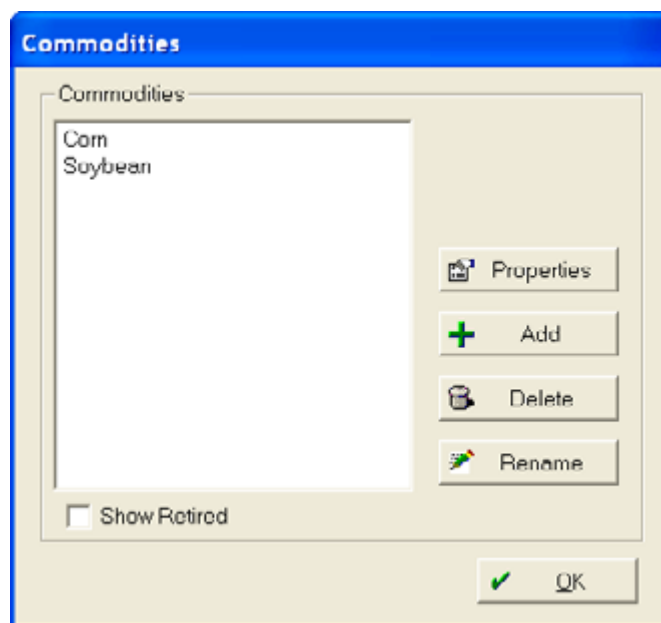 Commodities
Commodities
Corn
Soybean
Properties
Add
Delete
Rename
Show Retired
OK